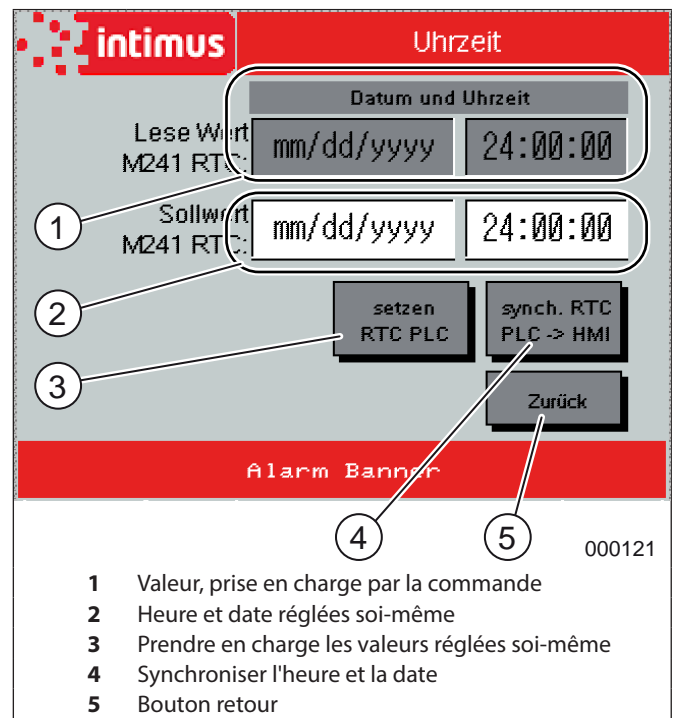 intimus
Uhrzeit
Datum und Uhrzeit
Lese Wert
M241 RTC:
mm/dd/yyyy
24:00:00
Sollwert
M241 RTC:
mm/dd/yyyy
24:00:00
1
2
3
setzen
RTC PLC
synch. RTC
PLC -> HMI
Zurück
Alarm Banner
4
5
000121
1 Valeur, prise en charge par la commande
2 Heure et date réglées soi-même
3 Prendre en charge les valeurs réglées soi-même
4 Synchroniser l'heure et la date
5 Bouton retour